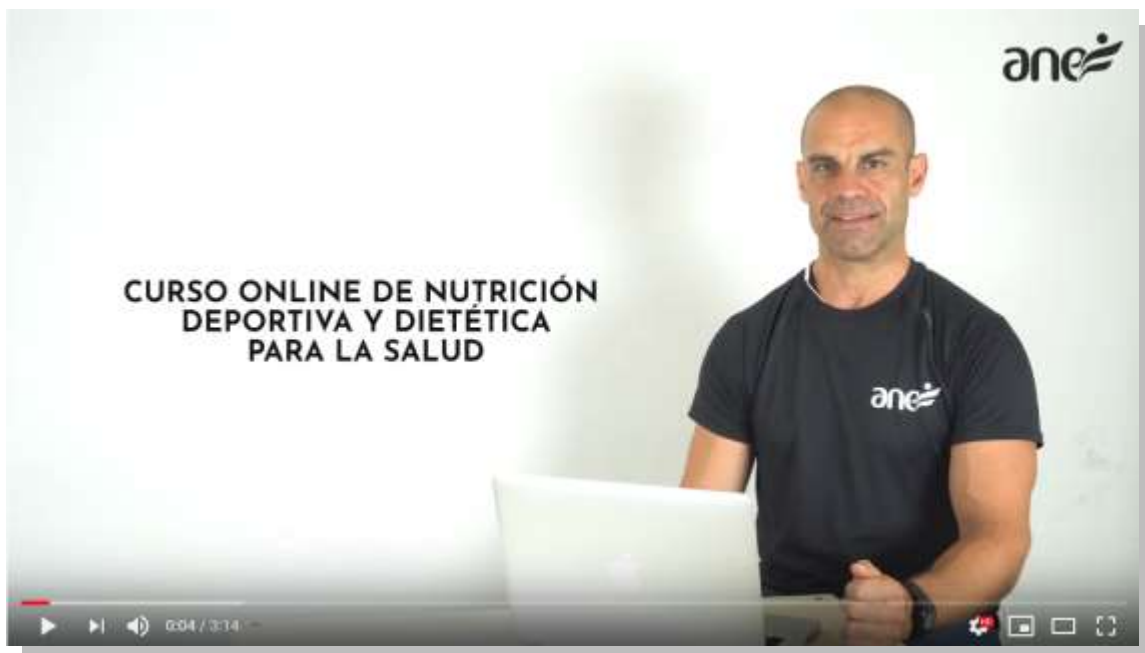 ane
CURSO ONLINE DE NUTRICIÓN
DEPORTIVA Y DIETÉTICA
PARA LA SALUD
ane
0:04 / 3:14